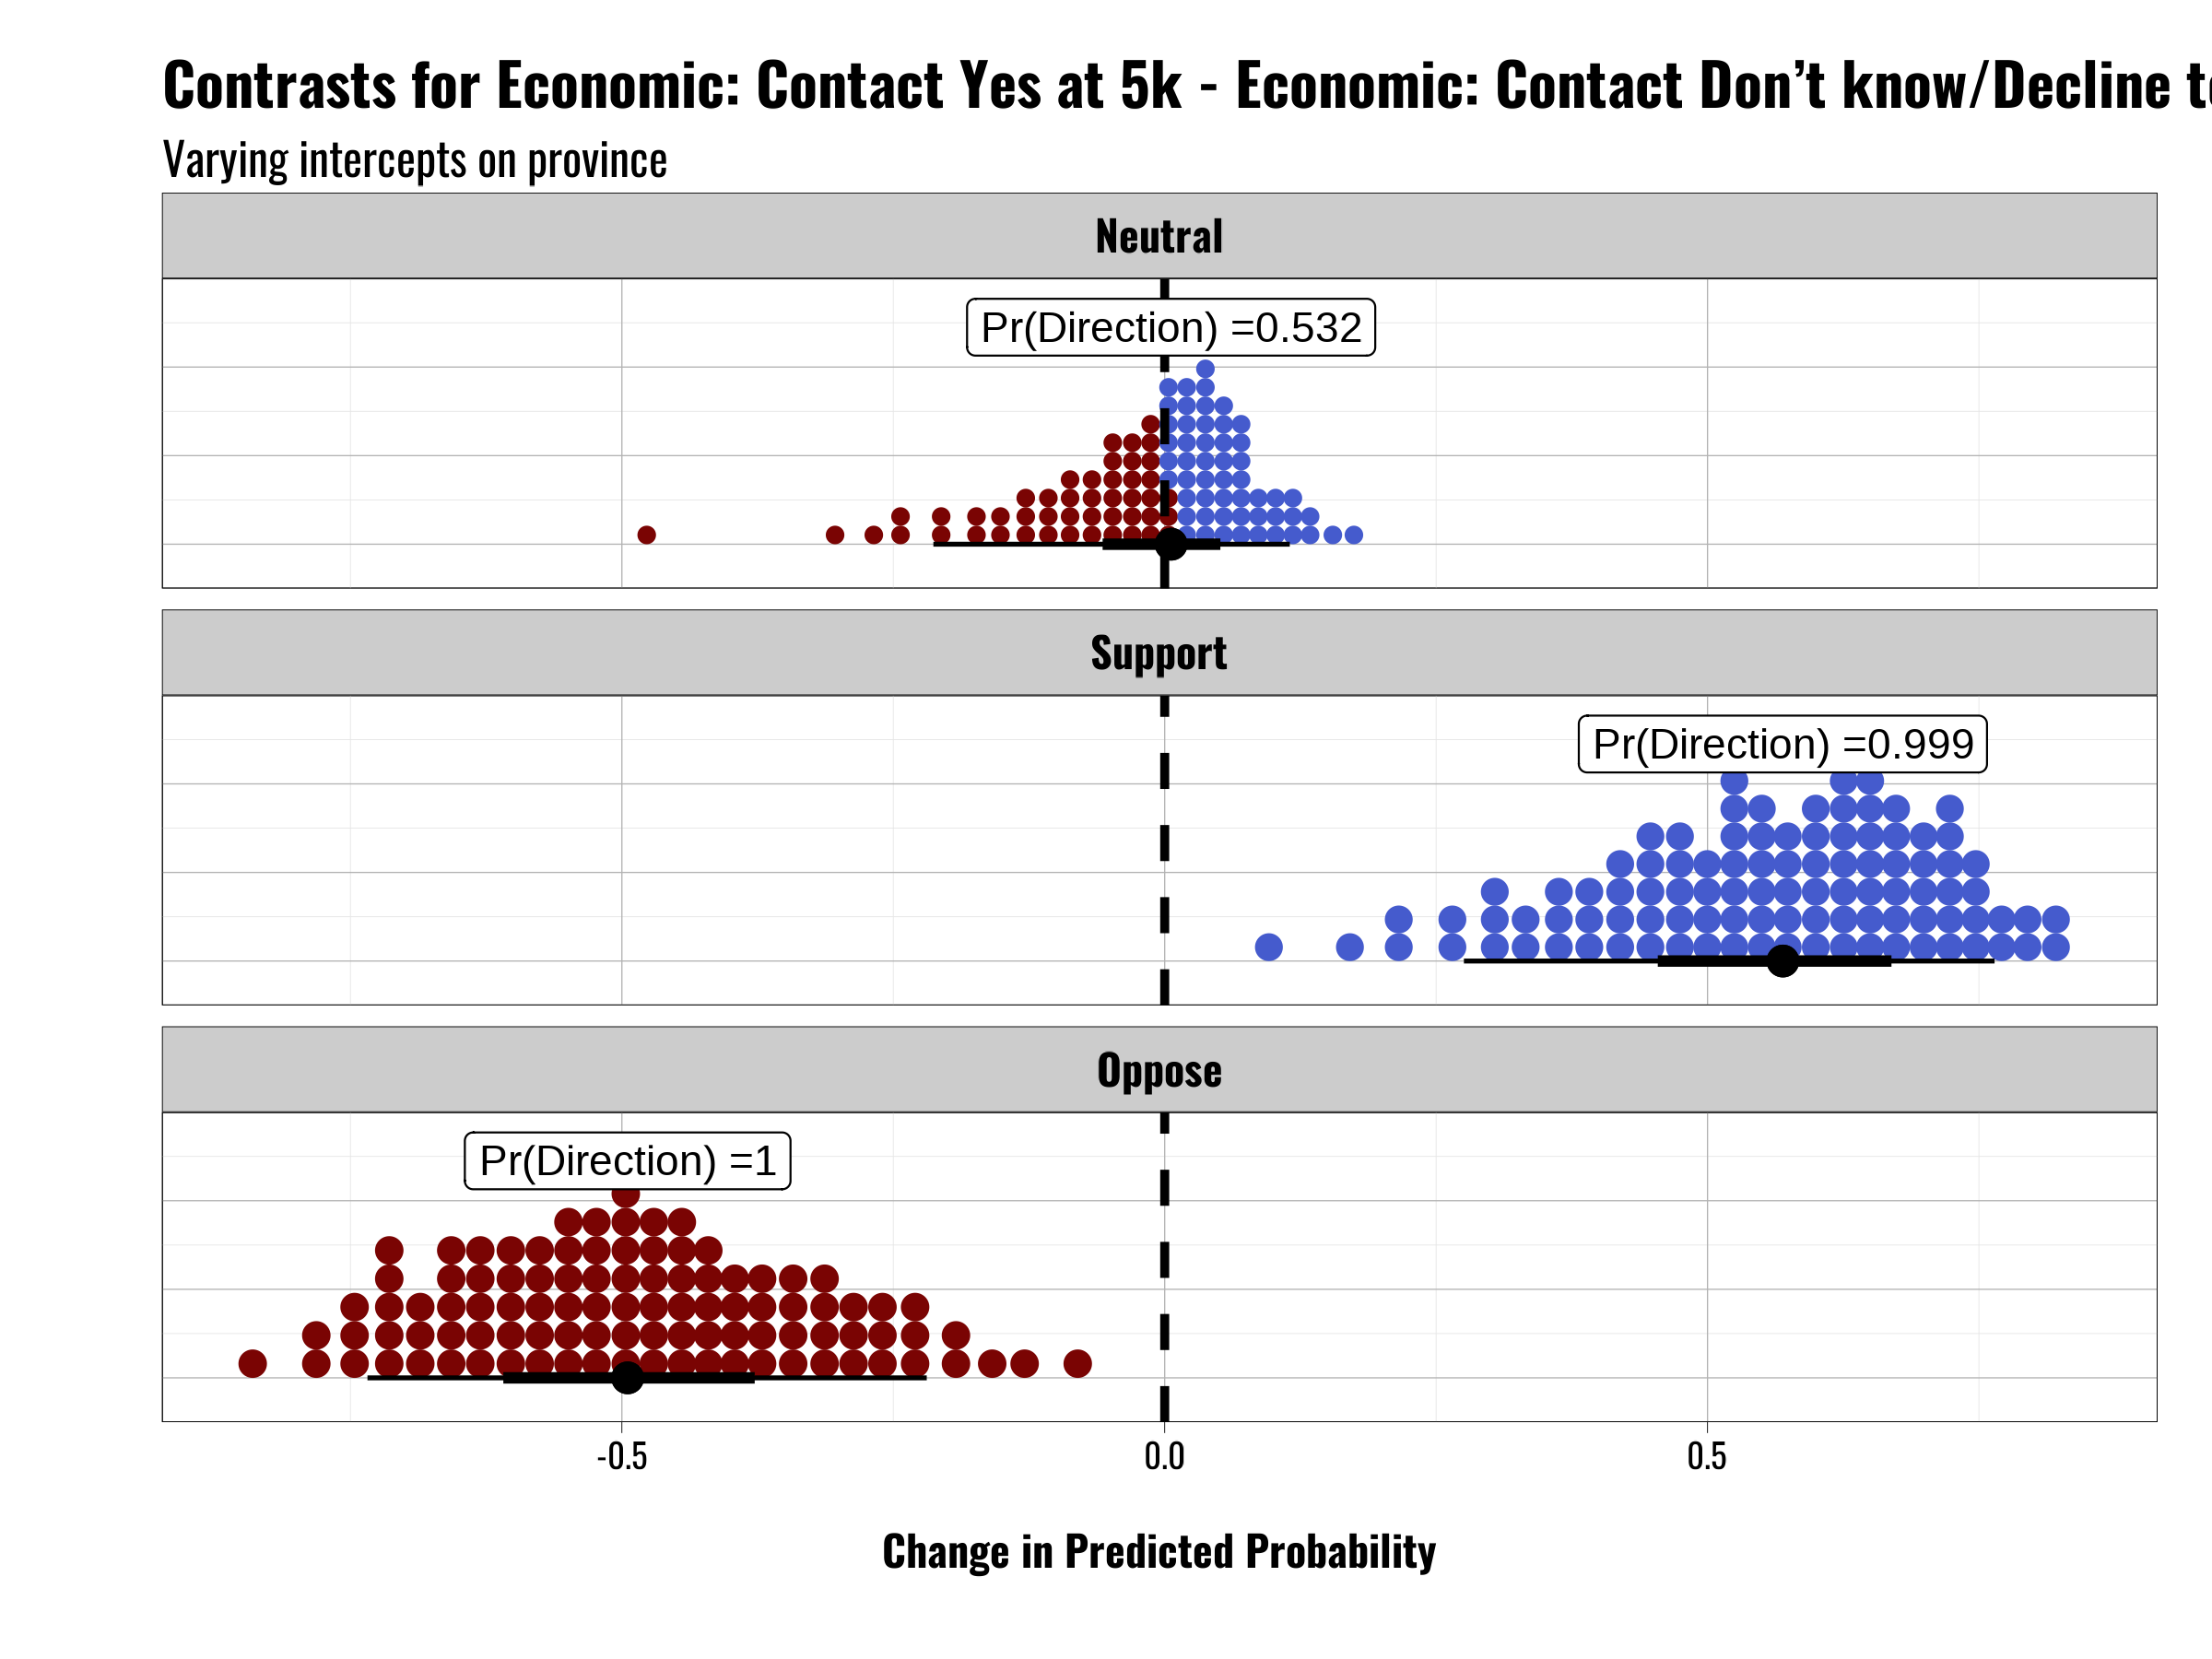 Contrasts for Economic: Contact Yes at 5k - Economic: Contact Don’t know/Decline
Varying intercepts on province
Neutral
Pr(Direction) =0.532
Support
Pr(Direction) =0.999
Oppose
Pr(Direction) =1
-0.5 0.0 0.5
Change in Predicted Probability